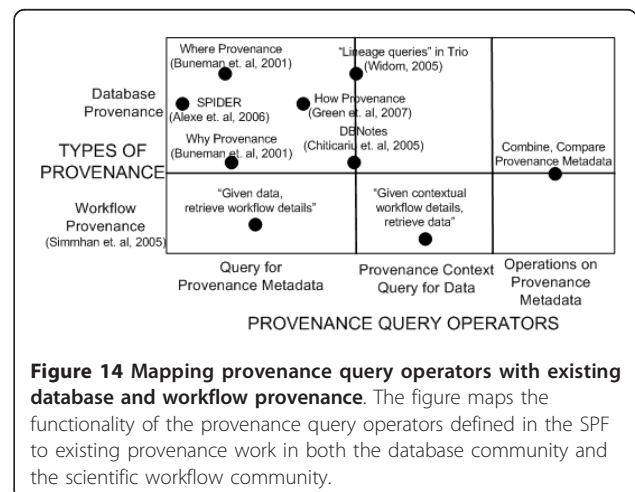 Where Provenance
(Buneman et. al, 2001)
"Lineage queries" in Trio
(Widom, 2005)
Database
Provenance
SPIDER
(Alexe et. al, 2006)
How Provenance
(Green et. al, 2007)
Why Provenance
(Buneman et. al, 2001)
DBNotes
(Chiticariu et. al, 2005)
Combine, Compare
Provenance Metadata
TYPES OF
PROVENANCE
Workflow
Provenance
(Simmhan et. al, 2005)
"Given data,
retrieve workflow details"
"Given contextual
workflow details,
retrieve data"
Query for
Provenance Metadata
Provenance Context
Query for Data
Operations on
Provenance
Metadata
PROVENANCE QUERY OPERATORS
Figure 14 Mapping provenance query operators with existing
database and workflow provenance. The figure maps the
functionality of the provenance query operators defined in the SPF
to existing provenance work in both the database community and
the scientific workflow community.